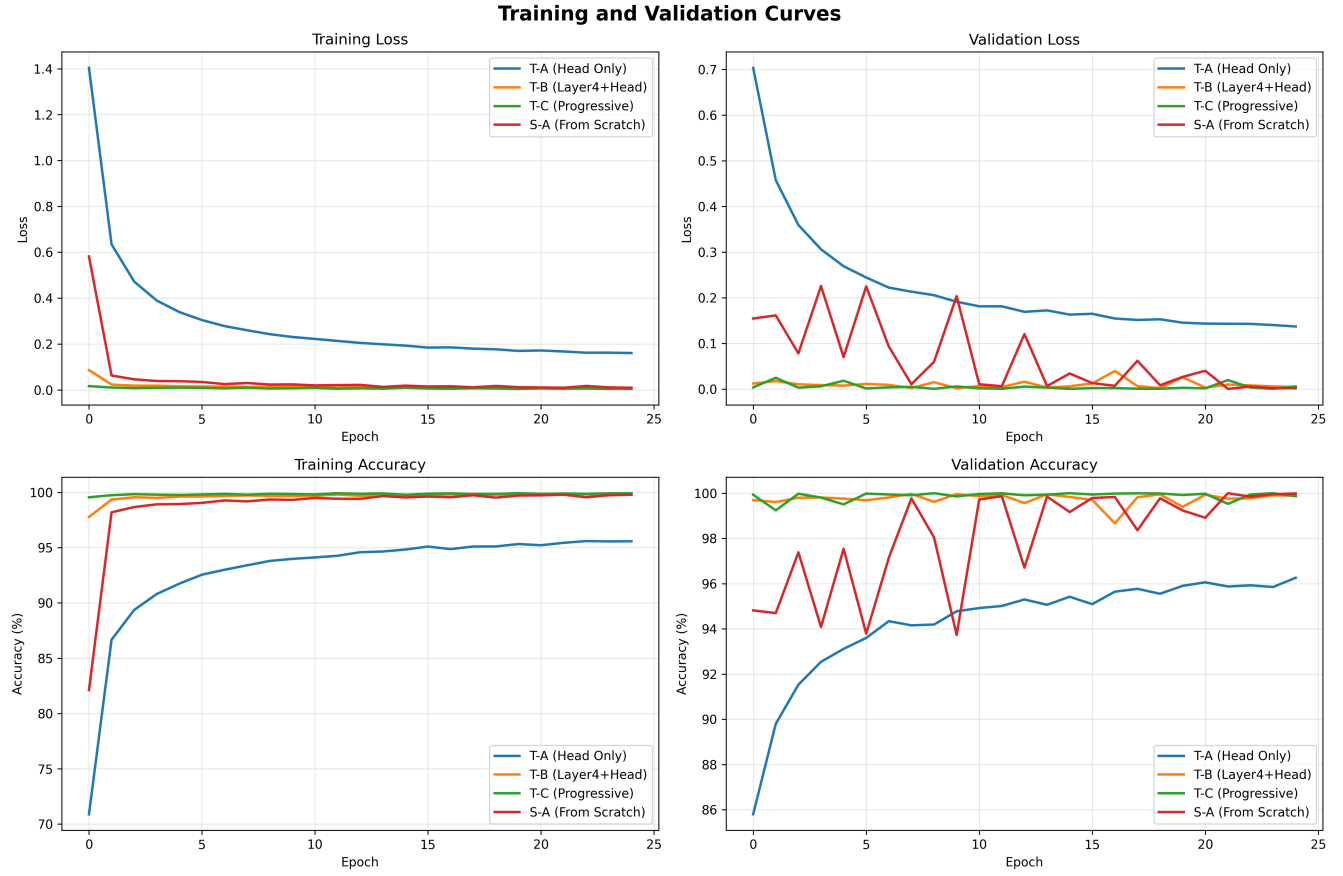 Training and Validation Curves
Training Loss
1.4
1.2
1.0
0.8
0.6
0.4
0.2
0.0
Loss
0 5 10 15 20 25
Epoch
T-A (Head Only)
T-B (Layer4+Head)
T-C (Progressive)
S-A (From Scratch)
Validation Loss
0.7
0.6
0.5
0.4
0.3
0.2
0.1
0.0
Loss
0 5 10 15 20 25
Epoch
T-A (Head Only)
T-B (Layer4+Head)
T-C (Progressive)
S-A (From Scratch)
Training Accuracy
100
95
90
85
80
75
70
Accuracy (%)
0 5 10 15 20 25
Epoch
T-A (Head Only)
T-B (Layer4+Head)
T-C (Progressive)
S-A (From Scratch)
Validation Accuracy
100
98
96
94
92
90
88
86
Accuracy (%)
0 5 10 15 20 25
Epoch
T-A (Head Only)
T-B (Layer4+Head)
T-C (Progressive)
S-A (From Scratch)